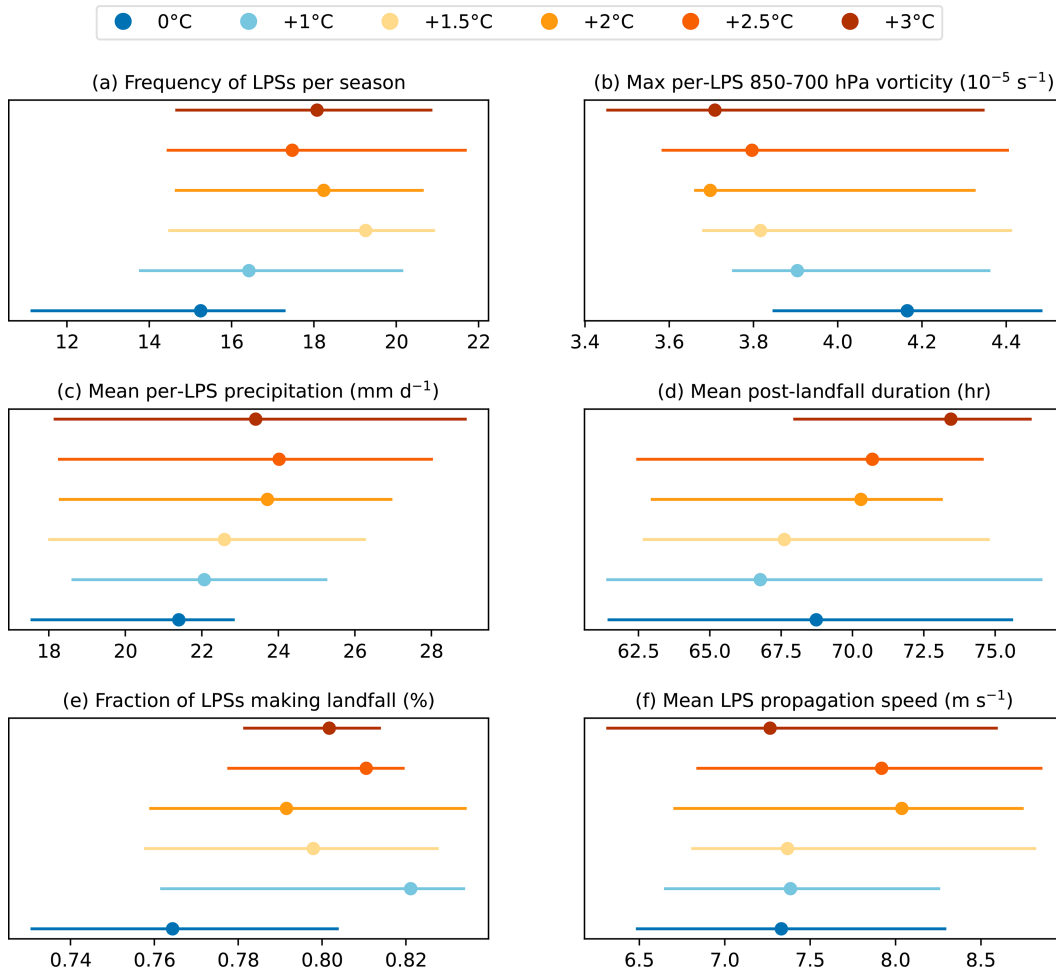 0°C +1°C +1.5°C +2°C +2.5°C +3°C
(a) Frequency of LPSs per season
12 14 16 18 20 22
(b) Max per-LPS 850-700 hPa vorticity (10⁻⁵ s⁻¹)
3.4 3.6 3.8 4.0 4.2 4.4
(c) Mean per-LPS precipitation (mm d⁻¹)
18 20 22 24 26 28
(d) Mean post-landfall duration (hr)
62.5 65.0 67.5 70.0 72.5 75.0
(e) Fraction of LPSs making landfall (%)
0.74 0.76 0.78 0.80 0.82
(f) Mean LPS propagation speed (m s⁻¹)
6.5 7.0 7.5 8.0 8.5